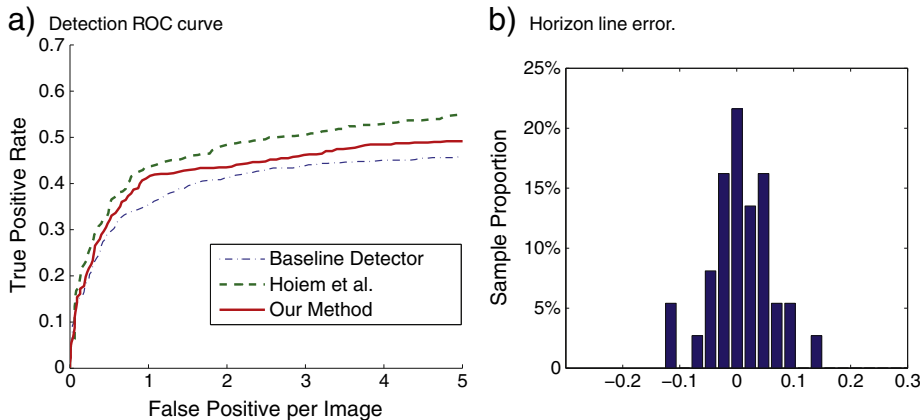 a) Detection ROC curve
True Positive Rate
0.7
0.6
0.5
0.4
0.3
0.2
0.1
0
0 1 2 3 4 5
False Positive per Image
Baseline Detector
Hoiem et al.
Our Method
b) Horizon line error.
Sample Proportion
25%
20%
15%
10%
5%
0
−0.2 −0.1 0 0.1 0.2 0.3